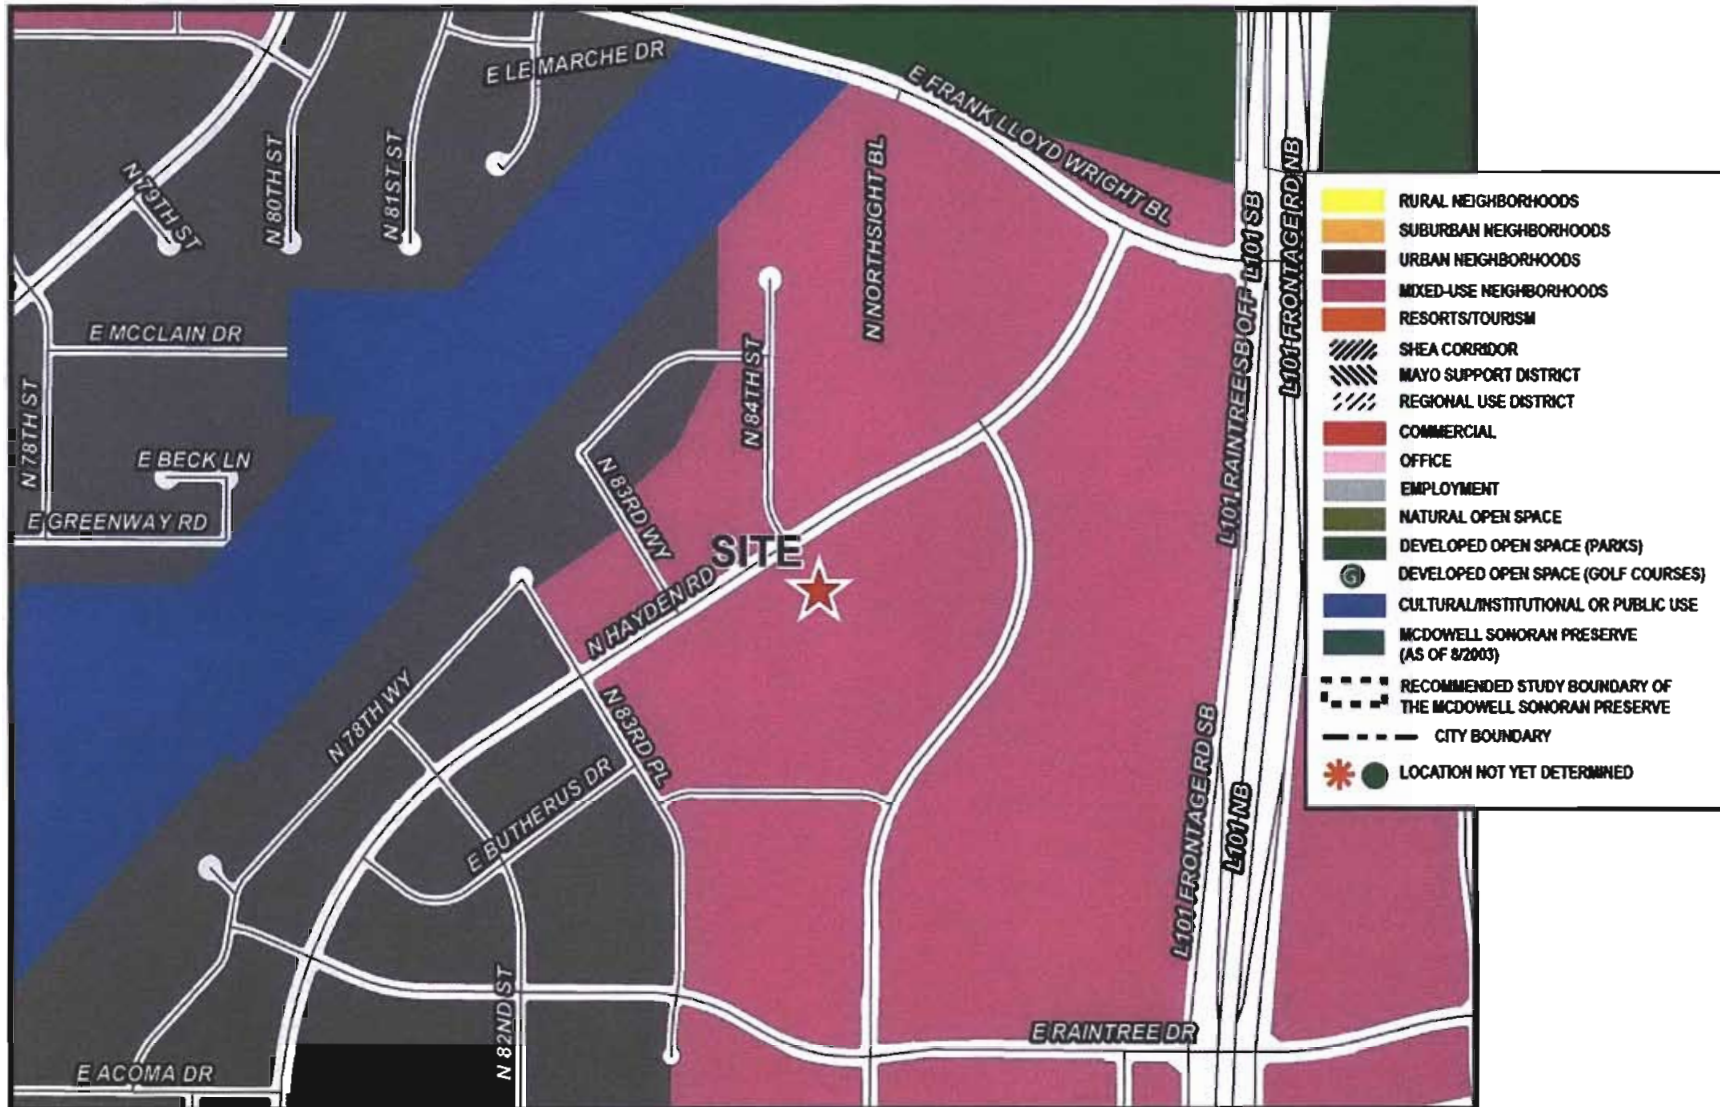 E LE MARCHE DR
E FRANK LLOYD WRIGHT BL
N 79TH ST
N 80TH ST
N 81ST ST
N NORTHSIGHT BL
L101 SB
L101 FRONTAGE RD NB
E MCCLAIN DR
N 78TH ST
N 84TH ST
L101 RAINTREE SB OFF
E BECK LN
N 83RD WY
E GREENWAY RD
SITE
N HAYDEN RD
N 78TH WY
N 83RD PL
E BUTHERUS DR
L101 FRONTAGE RD SB
L101 NB
N 82ND ST
E RAINTREE DR
E ACOMA DR
RURAL NEIGHBORHOODS
SUBURBAN NEIGHBORHOODS
URBAN NEIGHBORHOODS
MIXED-USE NEIGHBORHOODS
RESORTS/TOURISM
SHEA CORRIDOR
MAYO SUPPORT DISTRICT
REGIONAL USE DISTRICT
COMMERCIAL
OFFICE
EMPLOYMENT
NATURAL OPEN SPACE
DEVELOPED OPEN SPACE (PARKS)
G DEVELOPED OPEN SPACE (GOLF COURSES)
CULTURAL/INSTITUTIONAL OR PUBLIC USE
MCDOWELL SONORAN PRESERVE
(AS OF 8/2003)
RECOMMENDED STUDY BOUNDARY OF
THE MCDOWELL SONORAN PRESERVE
CITY BOUNDARY
LOCATION NOT YET DETERMINED